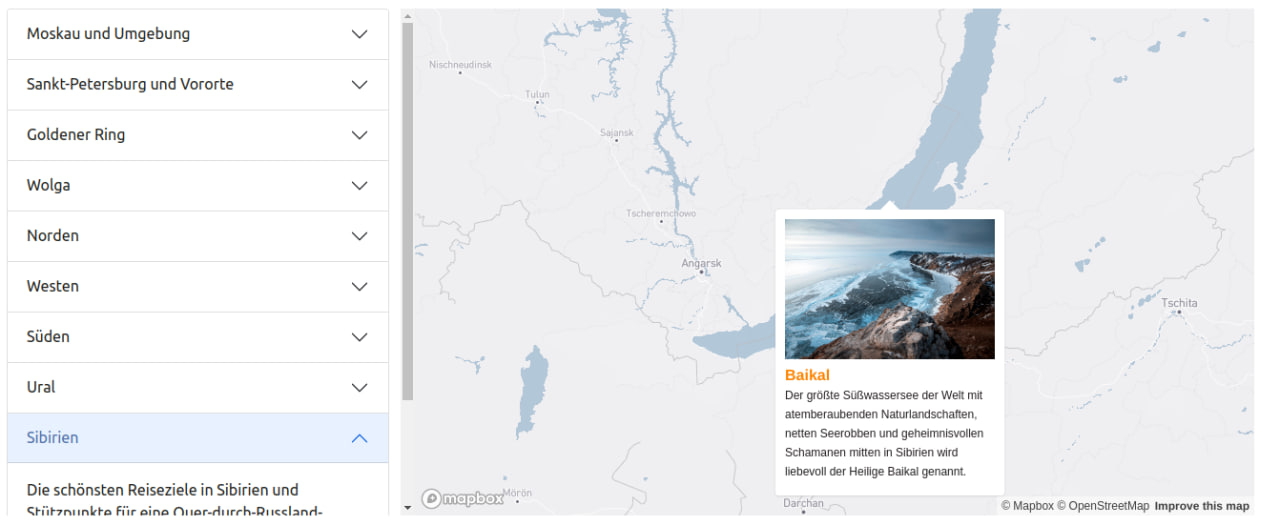 Moskau und Umgebung
Sankt-Petersburg und Vororte
Goldener Ring
Wolga
Norden
Westen
Süden
Ural
Sibirien
Die schönsten Reiseziele in Sibirien und
Stützpunkte für eine Quer-durch-Russland-
Nischneudinsk
Tulun
Sajansk
Tscheremchowo
Angarsk
Tschita
Baikal
Der größte Süßwassersee der Welt mit
atemberaubenden Naturlandschaften,
netten Seerobben und geheimnisvollen
Schamanen mitten in Sibirien wird
liebevoll der Heilige Baikal genannt.
mapbox
Mörön
Darchan
© Mapbox © OpenStreetMap Improve this map